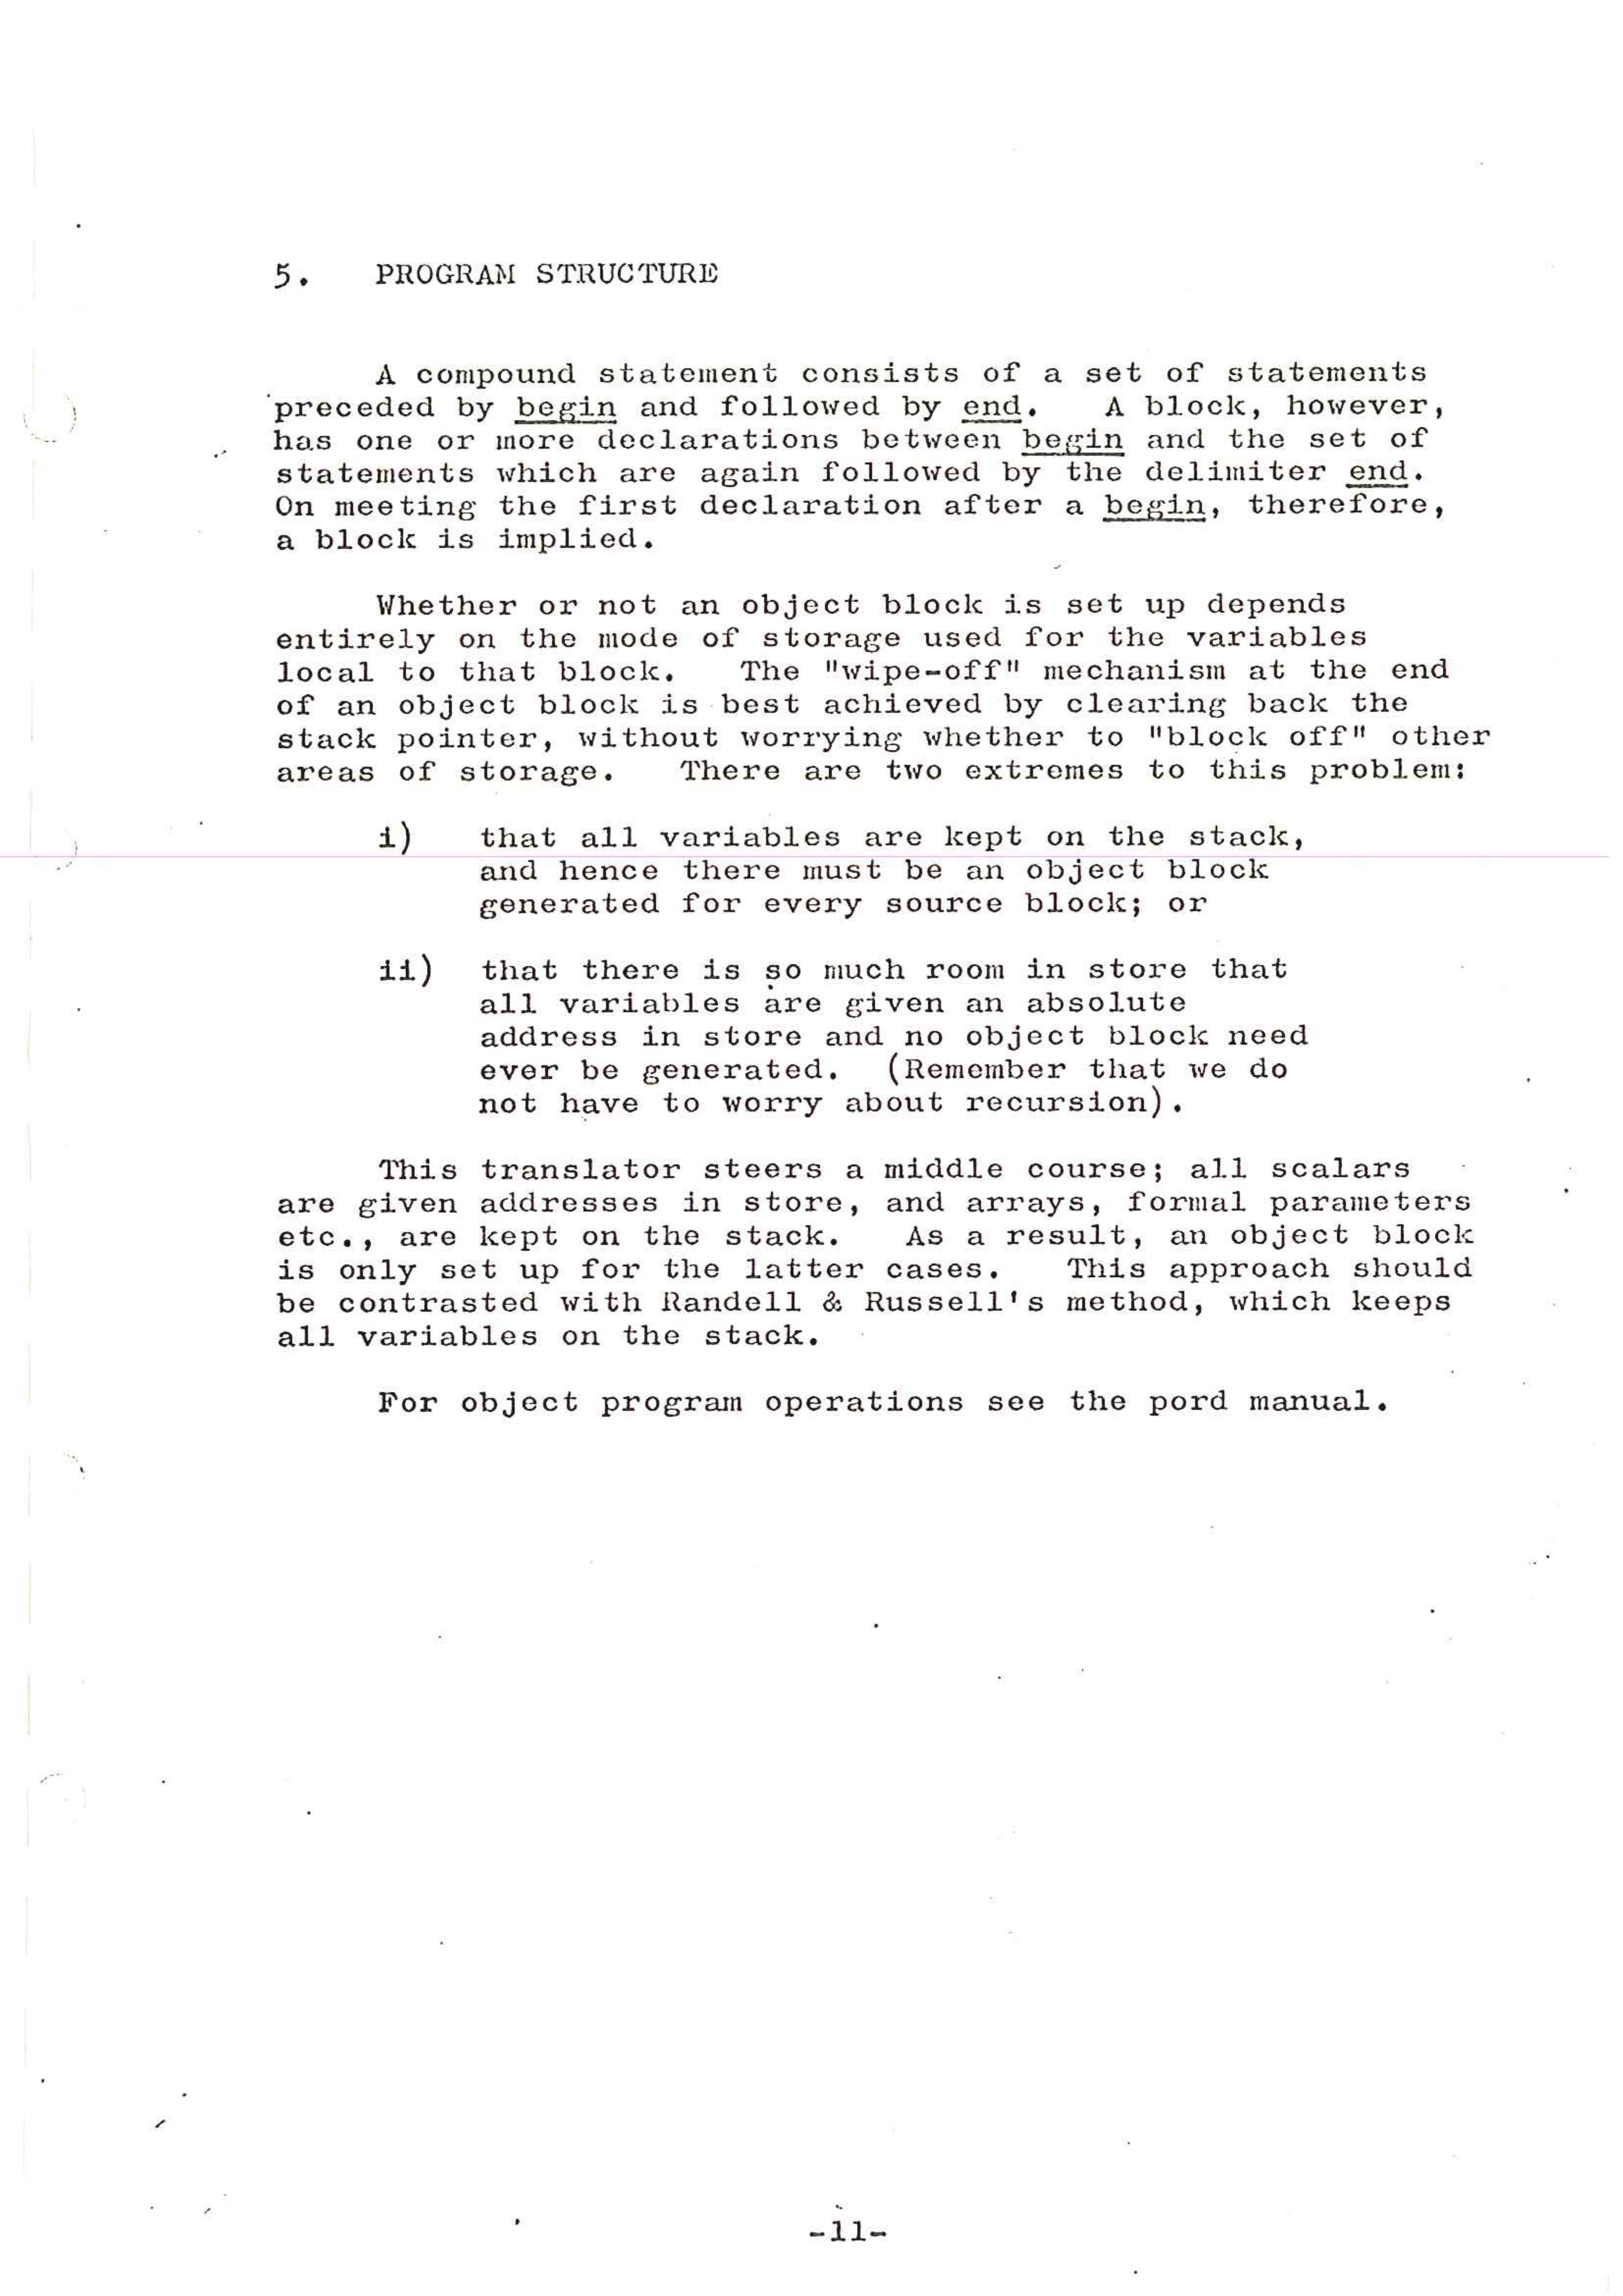 5. PROGRAM STRUCTURE
A compound statement consists of a set of statements
preceded by begin and followed by end. A block, however,
has one or more declarations between begin and the set of
statements which are again followed by the delimiter end.
On meeting the first declaration after a begin, therefore,
a block is implied.
Whether or not an object block is set up depends
entirely on the mode of storage used for the variables
local to that block. The "wipe-off" mechanism at the end
of an object block is best achieved by clearing back the
stack pointer, without worrying whether to "block off" other
areas of storage. There are two extremes to this problem:
i) that all variables are kept on the stack,
and hence there must be an object block
generated for every source block; or
ii) that there is so much room in store that
all variables are given an absolute
address in store and no object block need
ever be generated. (Remember that we do
not have to worry about recursion).
This translator steers a middle course; all scalars
are given addresses in store, and arrays, formal parameters
etc., are kept on the stack. As a result, an object block
is only set up for the latter cases. This approach should
be contrasted with Randell & Russell's method, which keeps
all variables on the stack.
For object program operations see the pord manual.
-11-